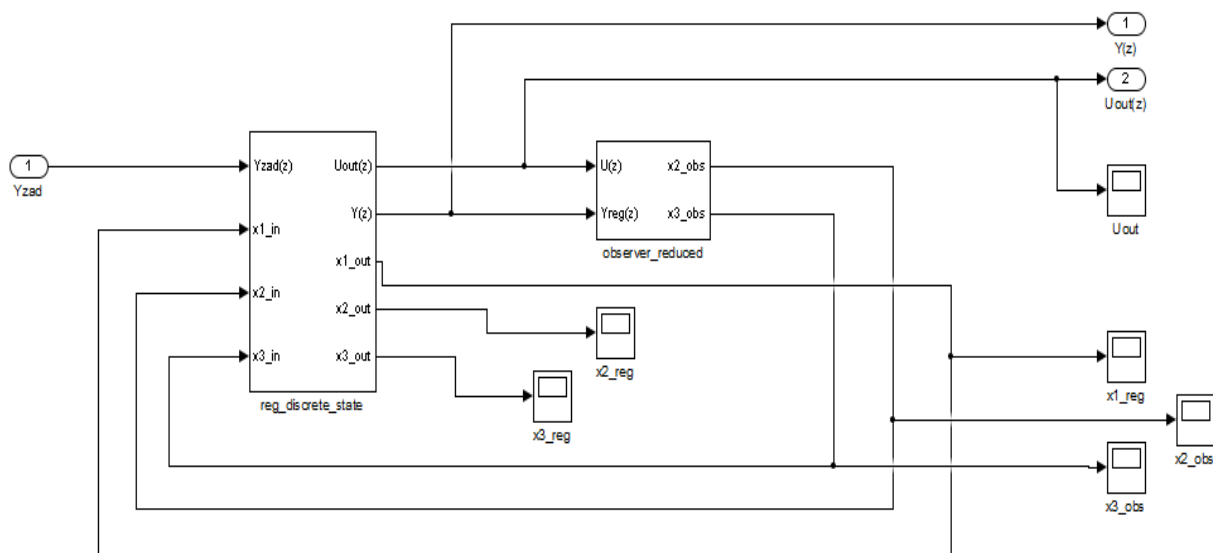 1
Y(z)
2
Uout(z)
1
Yzad
Yzad(z)
Uout(z)
Y(z)
x1_in
x1_out
x2_in
x2_out
x3_in
x3_out
reg_discrete_state
U(z)
x2_obs
Yreg(z)
x3_obs
observer_reduced
Uout
x2_reg
x3_reg
x1_reg
x2_obs
x3_obs